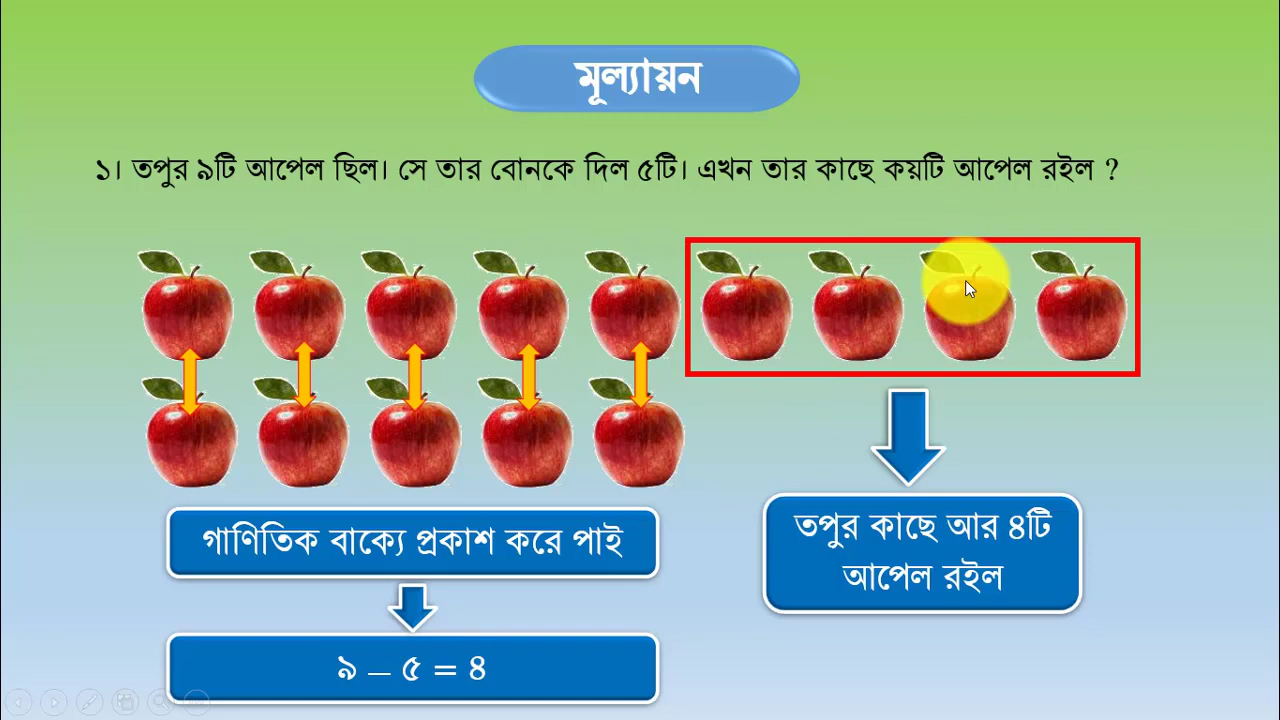 মূল্যায়ন
১। তপুর ৯টি আপেল ছিল। সে তার বোনকে দিল ৫টি। এখন তার কাছে কয়টি আপেল রইল ?
গাণিতিক বাক্যে প্রকাশ করে পাই
৯ – ৫ = ৪
তপুর কাছে আর ৪টি
আপেল রইল